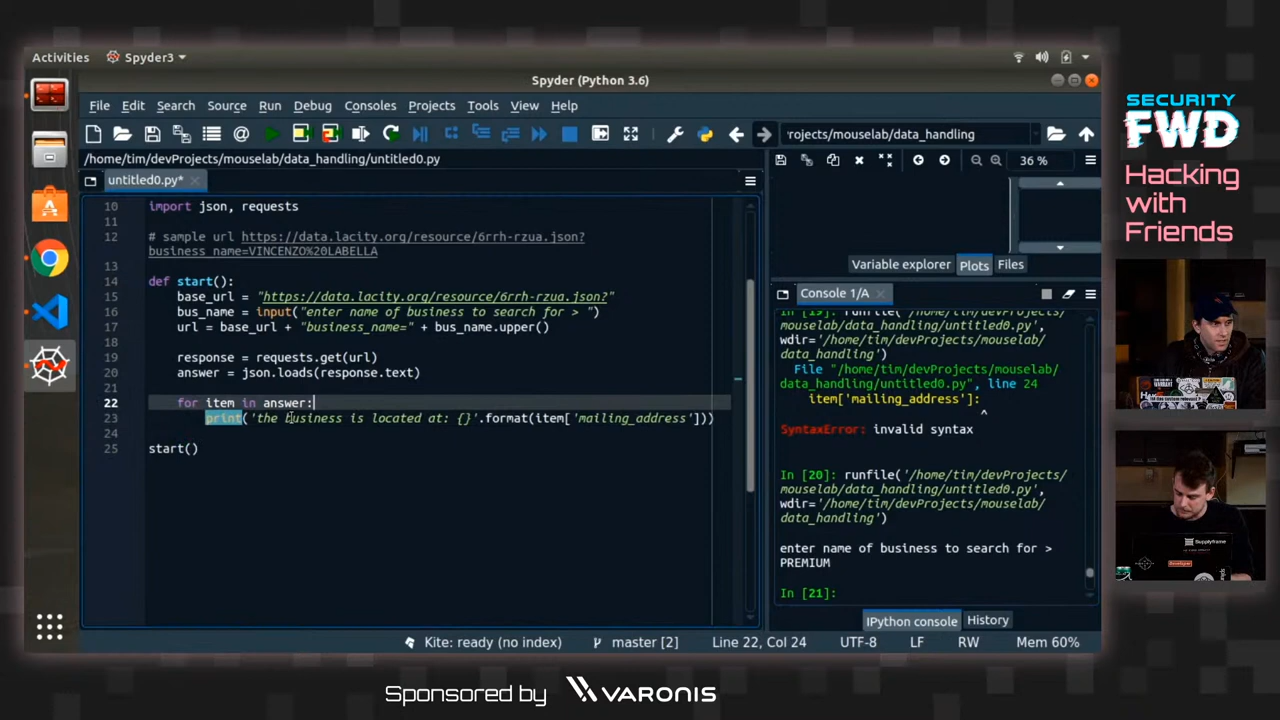 Activities Spyder3
Spyder (Python 3.6)
File Edit Search Source Run Debug Consoles Projects Tools View Help
rojects/mouselab/data_handling
/home/tim/devProjects/mouselab/data_handling/untitled0.py
36 %
untitled0.py*
10 import json, requests
11
12 # sample url https://data.lacity.org/resource/6rrh-rzua.json?
business_name=VINCENZO%20LABELLA
13
14 def start():
15 base_url = "https://data.lacity.org/resource/6rrh-rzua.json?"
16 bus_name = input("enter name of business to search for > ")
17 url = base_url + "business_name=" + bus_name.upper()
18
19 response = requests.get(url)
20 answer = json.loads(response.text)
21
22 for item in answer:
23 print('the business is located at: {}'.format(item['mailing_address']))
24
25 start()
Variable explorer Plots Files
Console 1/A
In [19]: runfile('/home/tim/devProjects/
mouselab/data_handling/untitled0.py',
wdir='/home/tim/devProjects/mouselab/
data_handling')
File "/home/tim/devProjects/mouselab/
data_handling/untitled0.py", line 24
item['mailing_address']:
^
SyntaxError: invalid syntax
In [20]: runfile('/home/tim/devProjects/
mouselab/data_handling/untitled0.py',
wdir='/home/tim/devProjects/mouselab/
data_handling')
enter name of business to search for >
PREMIUM
In [21]:
IPython console History
Kite: ready (no index) master [2] Line 22, Col 24 UTF-8 LF RW Mem 60%
SECURITY
FWD
Hacking
with
Friends
Supplyframe
Sponsored by VARONIS